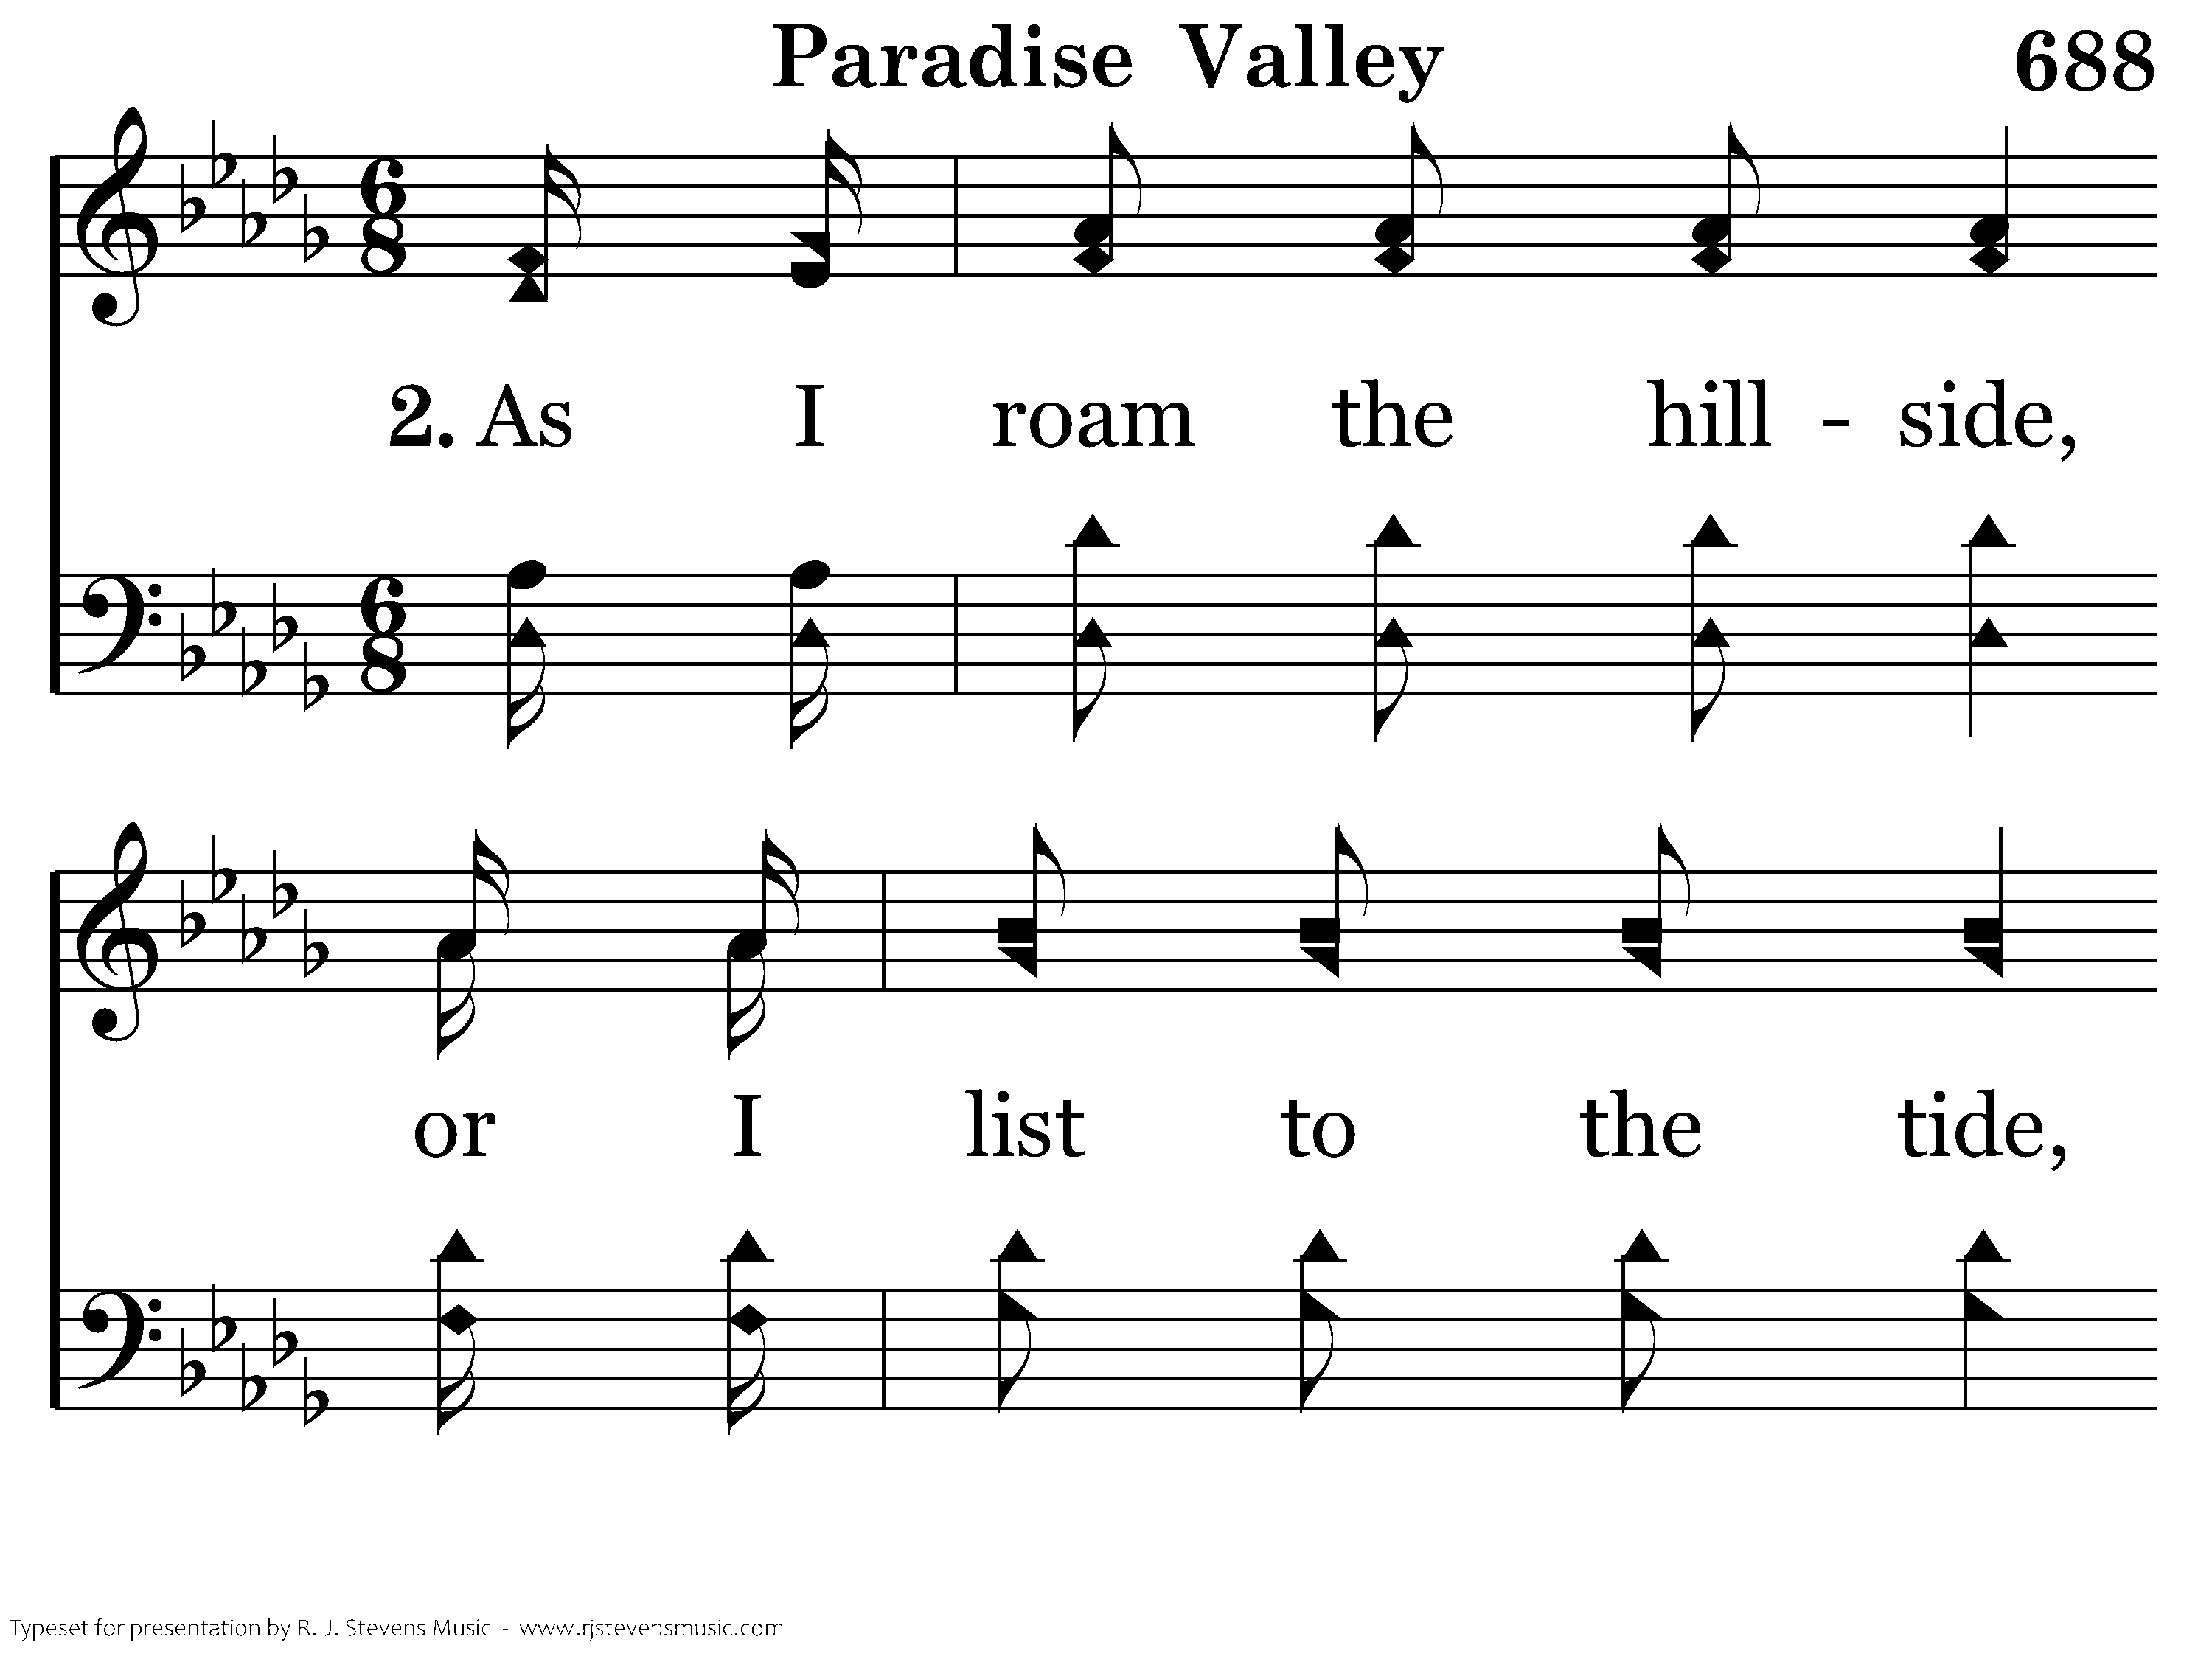 Paradise Valley 688
2. As I roam the hill - side,
or I list to the tide,
Typeset for presentation by R. J. Stevens Music - www.rjstevensmusic.com